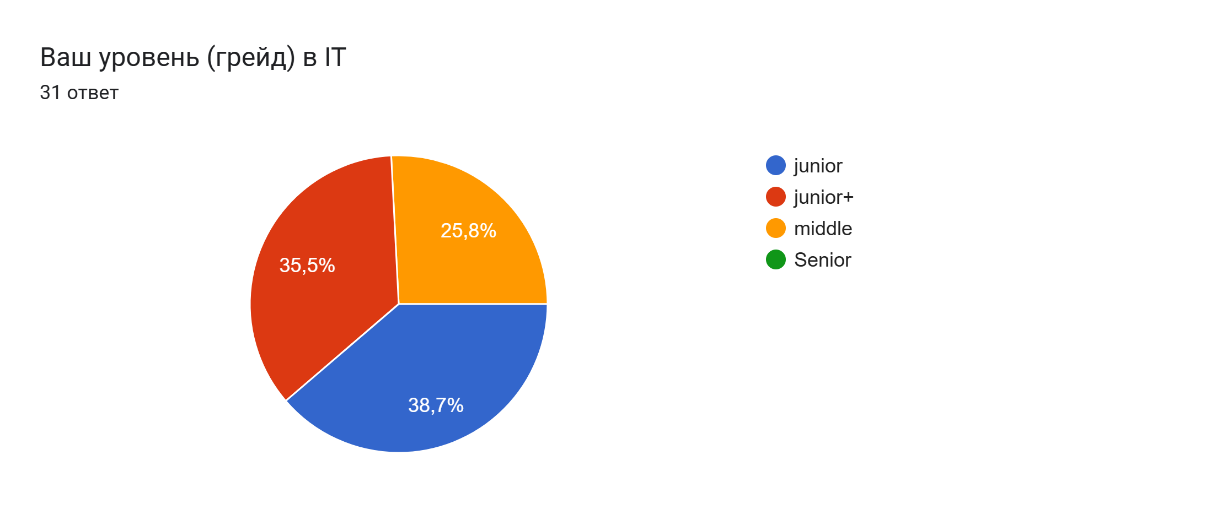 Ваш уровень (грейд) в IT
31 ответ
junior
junior+
middle
Senior
25,8%
35,5%
38,7%